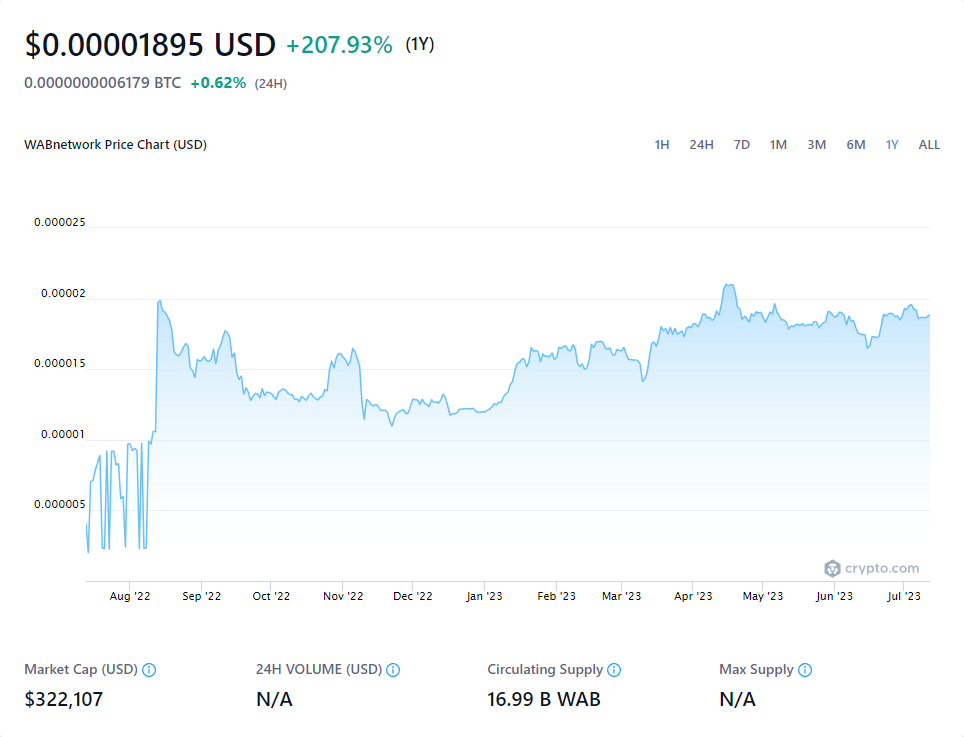 $0.00001895 USD +207.93% (1Y)
0.0000000006179 BTC +0.62% (24H)
WABnetwork Price Chart (USD) 1H 24H 7D 1M 3M 6M 1Y ALL
0.000025
0.00002
0.000015
0.00001
0.000005
crypto.com
Aug '22 Sep '22 Oct '22 Nov '22 Dec '22 Jan '23 Feb '23 Mar '23 Apr '23 May '23 Jun '23 Jul '23
Market Cap (USD) 24H VOLUME (USD) Circulating Supply Max Supply
$322,107 N/A 16.99 B WAB N/A